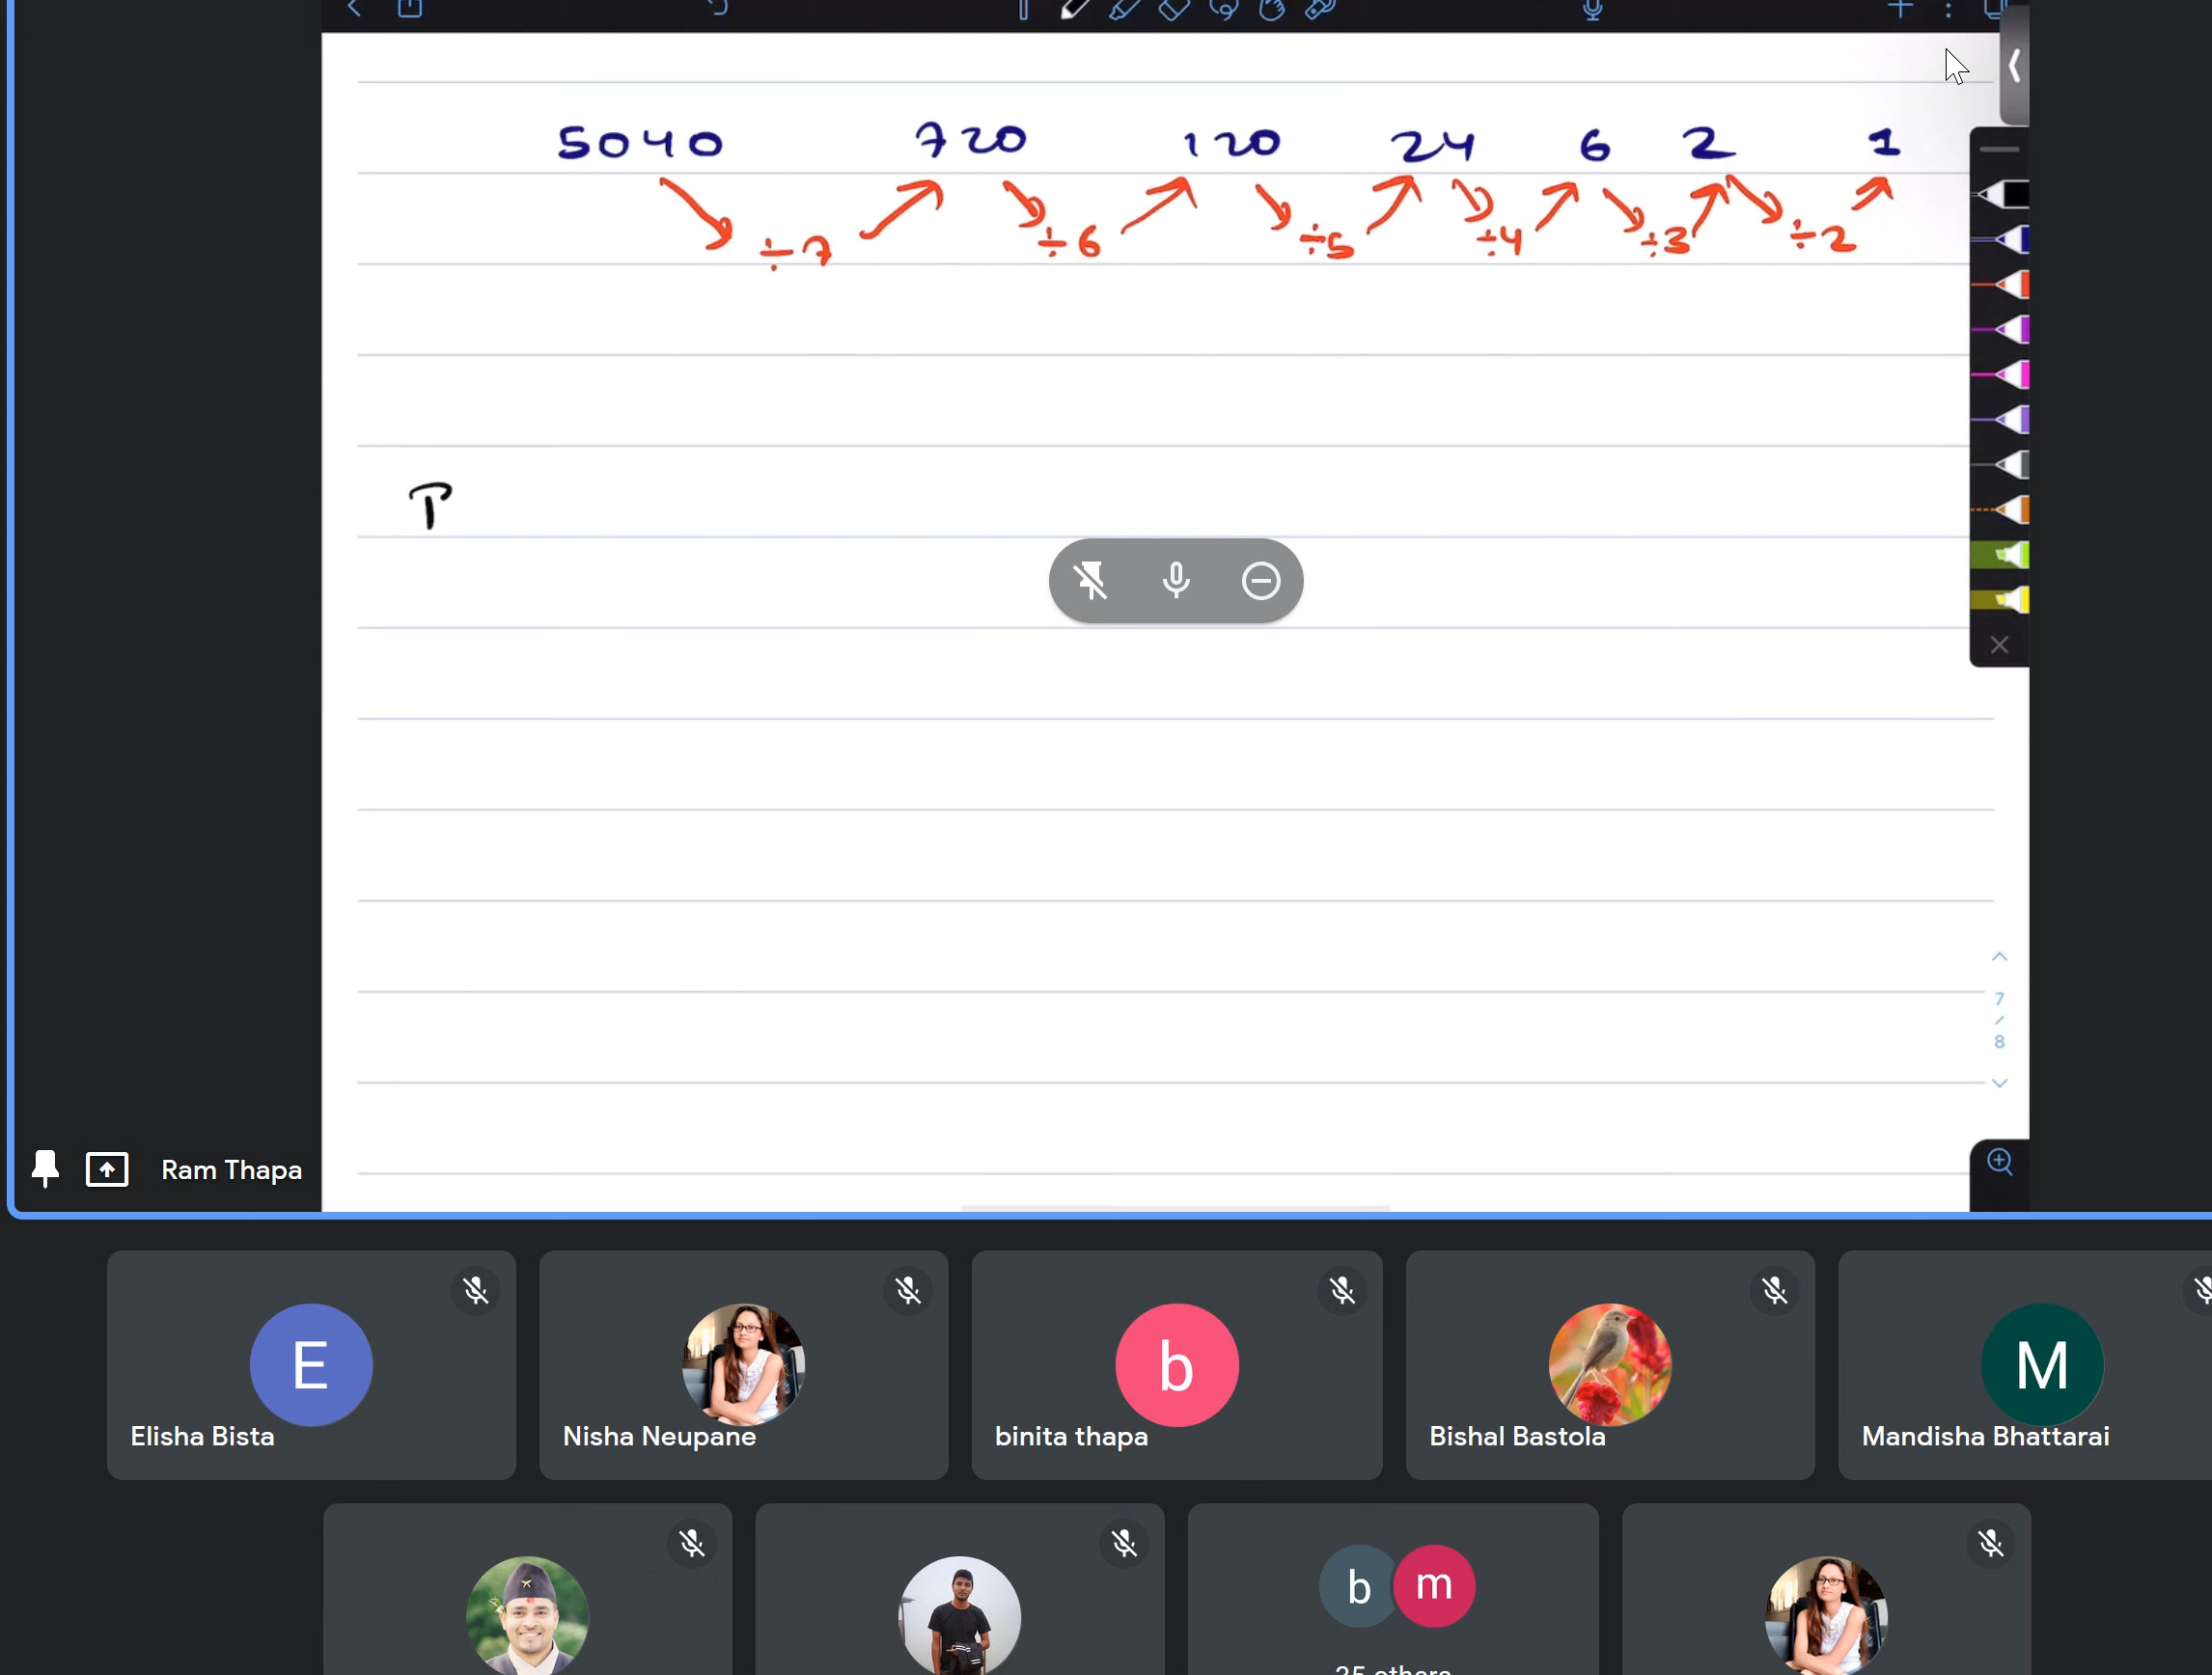 5040 720 120 24 6 2 1
÷7 ÷6 ÷5 ÷4 ÷3 ÷2
7
/
8
Ram Thapa
E b M
Elisha Bista Nisha Neupane binita thapa Bishal Bastola Mandisha Bhattarai
b m